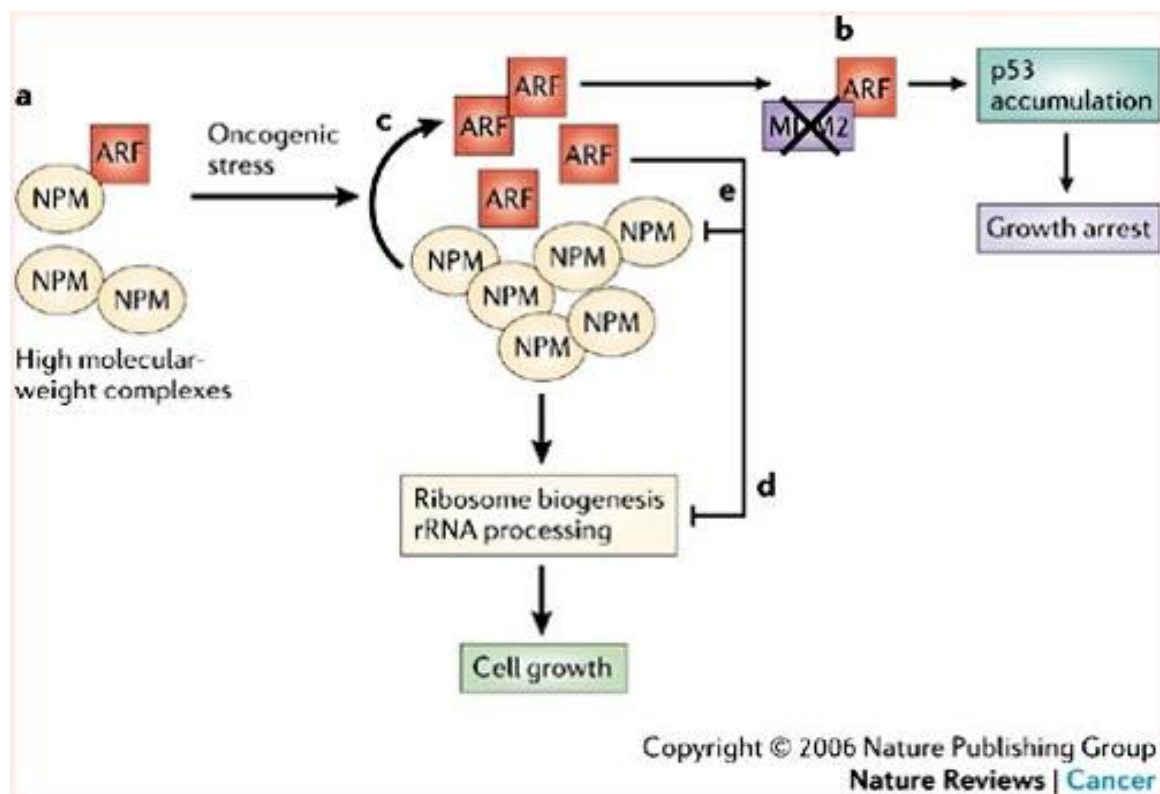 a
ARF
NPM
NPM
NPM
High molecular-
weight complexes
Oncogenic
stress
c
ARF
ARF
ARF
ARF
NPM
NPM
NPM
NPM
NPM
NPM
e
b
ARF
MDM2
p53
accumulation
Growth arrest
d
Ribosome biogenesis
rRNA processing
Cell growth
Copyright © 2006 Nature Publishing Group
Nature Reviews | Cancer